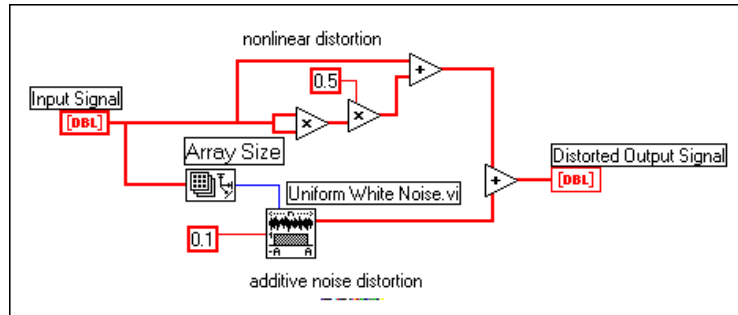 nonlinear distortion
0.5
+
Input Signal
[DBL]
x
x
Array Size
Distorted Output Signal
+
[DBL]
Uniform White Noise.vi
0.1
-A A
additive noise distortion